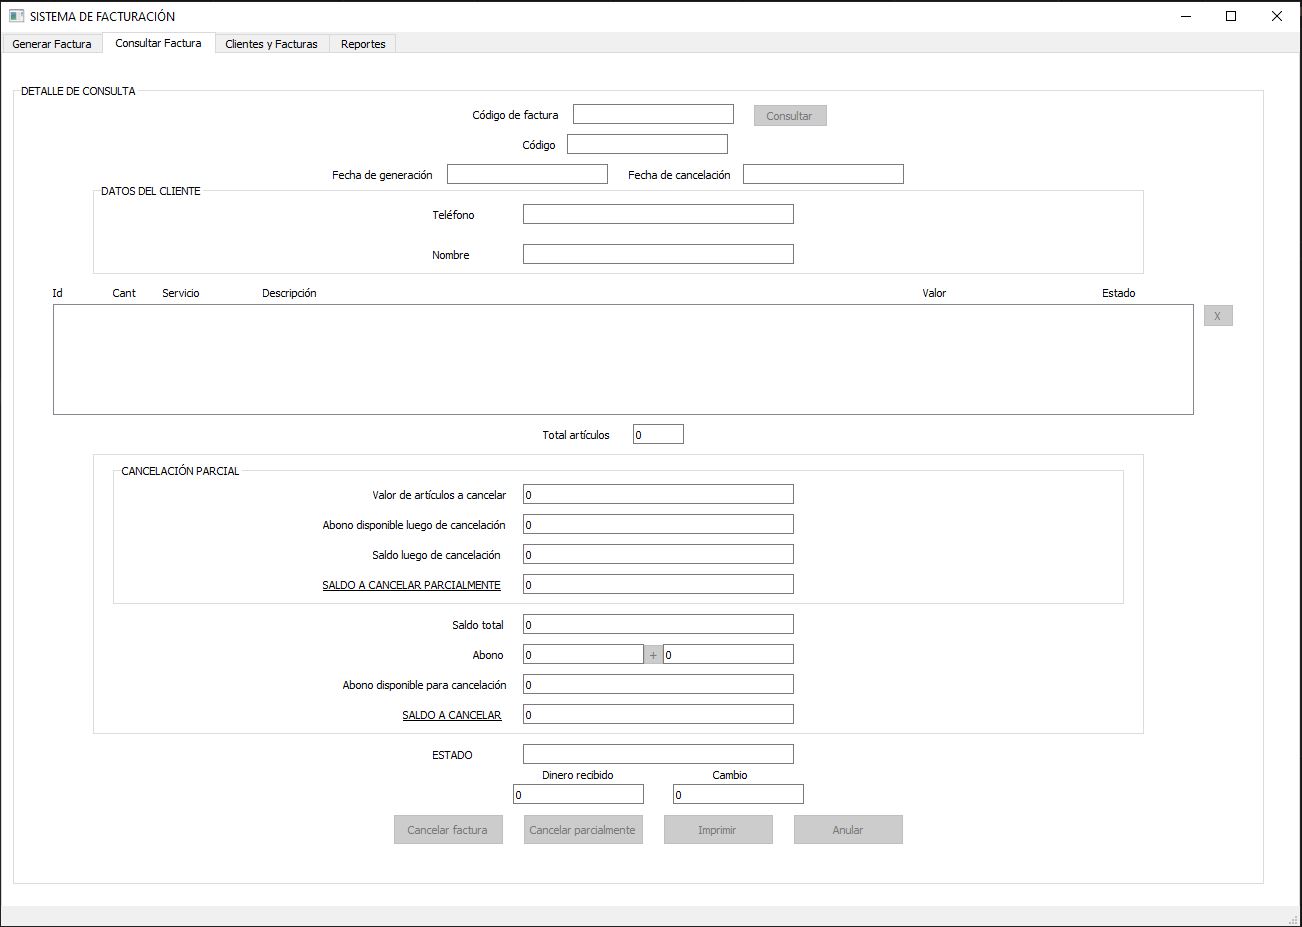 SISTEMA DE FACTURACIÓN
Generar Factura Consultar Factura Clientes y Facturas Reportes
DETALLE DE CONSULTA
Código de factura Consultar
Código
Fecha de generación Fecha de cancelación
DATOS DEL CLIENTE
Teléfono
Nombre
Id Cant Servicio Descripción Valor Estado
X
Total artículos 0
CANCELACIÓN PARCIAL
Valor de artículos a cancelar 0
Abono disponible luego de cancelación 0
Saldo luego de cancelación 0
SALDO A CANCELAR PARCIALMENTE 0
Saldo total 0
Abono 0 + 0
Abono disponible para cancelación 0
SALDO A CANCELAR 0
ESTADO
Dinero recibido Cambio
0 0
Cancelar factura Cancelar parcialmente Imprimir Anular